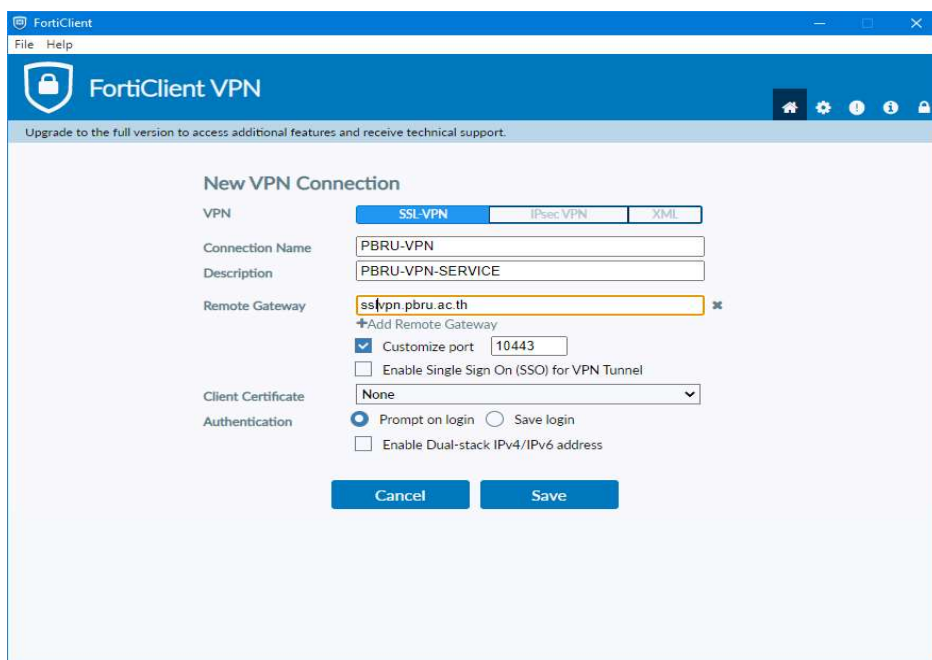 FortiClient
File Help
FortiClient VPN
Upgrade to the full version to access additional features and receive technical support.
New VPN Connection
VPN SSL-VPN IPsec VPN XML
Connection Name PBRU-VPN
Description PBRU-VPN-SERVICE
Remote Gateway sslvpn.pbru.ac.th
+Add Remote Gateway
Customize port 10443
Enable Single Sign On (SSO) for VPN Tunnel
Client Certificate None
Authentication Prompt on login Save login
Enable Dual-stack IPv4/IPv6 address
Cancel Save